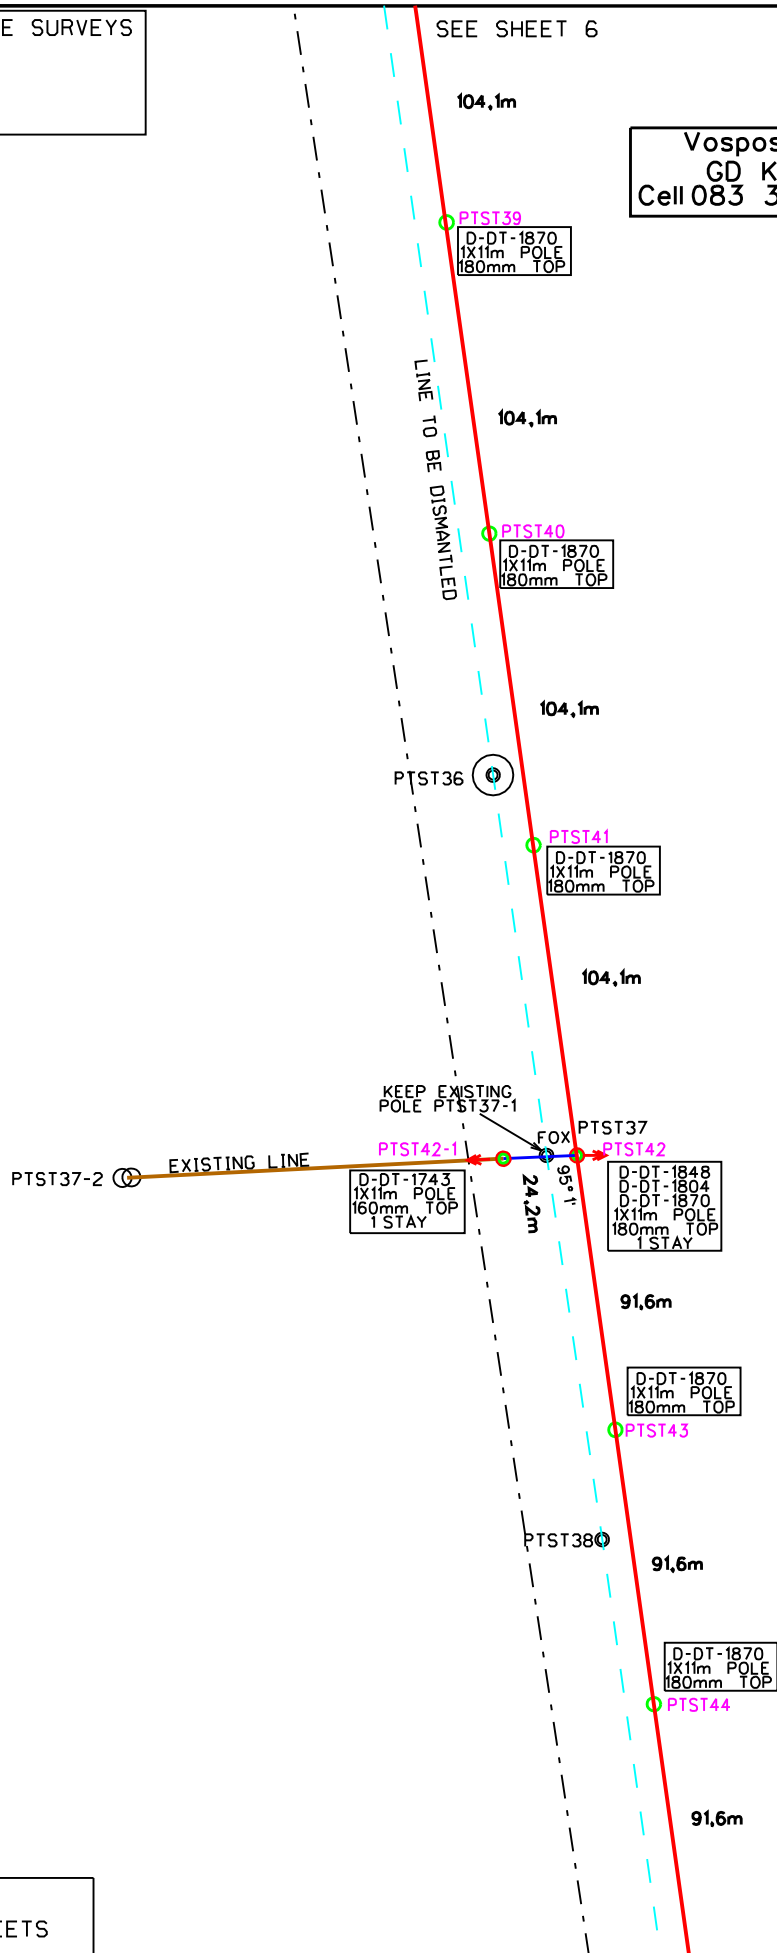 E SURVEYS
SEE SHEET 6
104,1m
Vospos
GD K
Cell 083 3
PTST39
D-DT-1870
1X11m POLE
180mm TOP
LINE TO BE DISMANTLED
104,1m
PTST40
D-DT-1870
1X11m POLE
180mm TOP
104,1m
PTST36
PTST41
D-DT-1870
1X11m POLE
180mm TOP
104,1m
KEEP EXISTING
POLE PTST37-1
PTST37
FOX
PTST42-1
PTST42
EXISTING LINE
PTST37-2
95°1'
24,2m
D-DT-1743
1X11m POLE
160mm TOP
1 STAY
D-DT-1848
D-DT-1804
D-DT-1870
1X11m POLE
180mm TOP
1 STAY
91,6m
D-DT-1870
1X11m POLE
180mm TOP
PTST43
PTST38
91,6m
D-DT-1870
1X11m POLE
180mm TOP
PTST44
91,6m
EETS